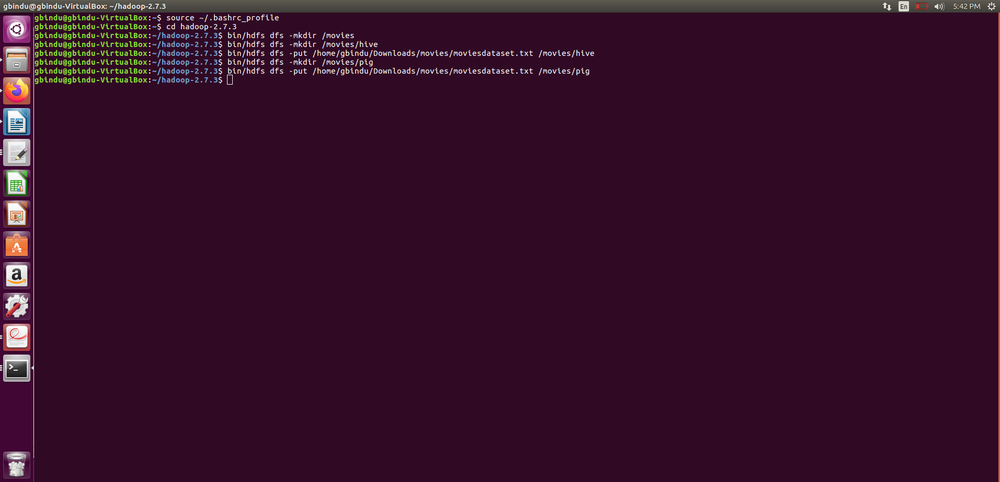 gbindu@gbindu-VirtualBox: ~/hadoop-2.7.3
En
5:42 PM
gbindu@gbindu-VirtualBox:~$ source ~/.bashrc_profile
gbindu@gbindu-VirtualBox:~$ cd hadoop-2.7.3
gbindu@gbindu-VirtualBox:~/hadoop-2.7.3$ bin/hdfs dfs -mkdir /movies
gbindu@gbindu-VirtualBox:~/hadoop-2.7.3$ bin/hdfs dfs -mkdir /movies/hive
gbindu@gbindu-VirtualBox:~/hadoop-2.7.3$ bin/hdfs dfs -put /home/gbindu/Downloads/movies/moviesdataset.txt /movies/hive
gbindu@gbindu-VirtualBox:~/hadoop-2.7.3$ bin/hdfs dfs -mkdir /movies/pig
gbindu@gbindu-VirtualBox:~/hadoop-2.7.3$ bin/hdfs dfs -put /home/gbindu/Downloads/movies/moviesdataset.txt /movies/pig
gbindu@gbindu-VirtualBox:~/hadoop-2.7.3$